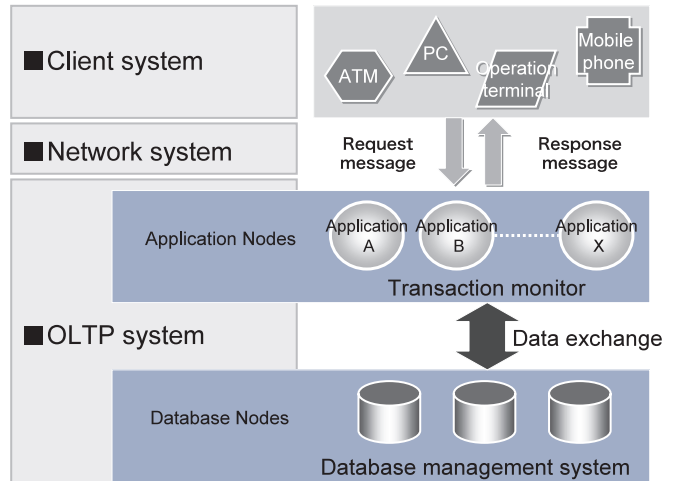 ■Client system
ATM
PC
Operation
terminal
Mobile
phone
■Network system
Request
message
Response
message
■OLTP system
Application Nodes
Application
A
Application
B
Application
X
Transaction monitor
Data exchange
Database Nodes
Database management system